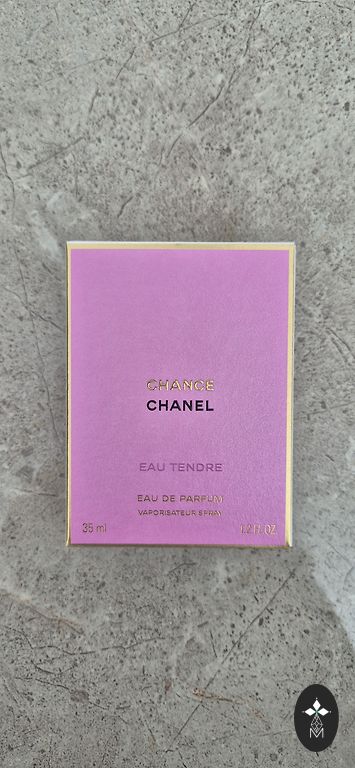 CHANCE
CHANEL
EAU TENDRE
EAU DE PARFUM
VAPORISATEUR SPRAY
35 ml
1.2 FL. OZ
M